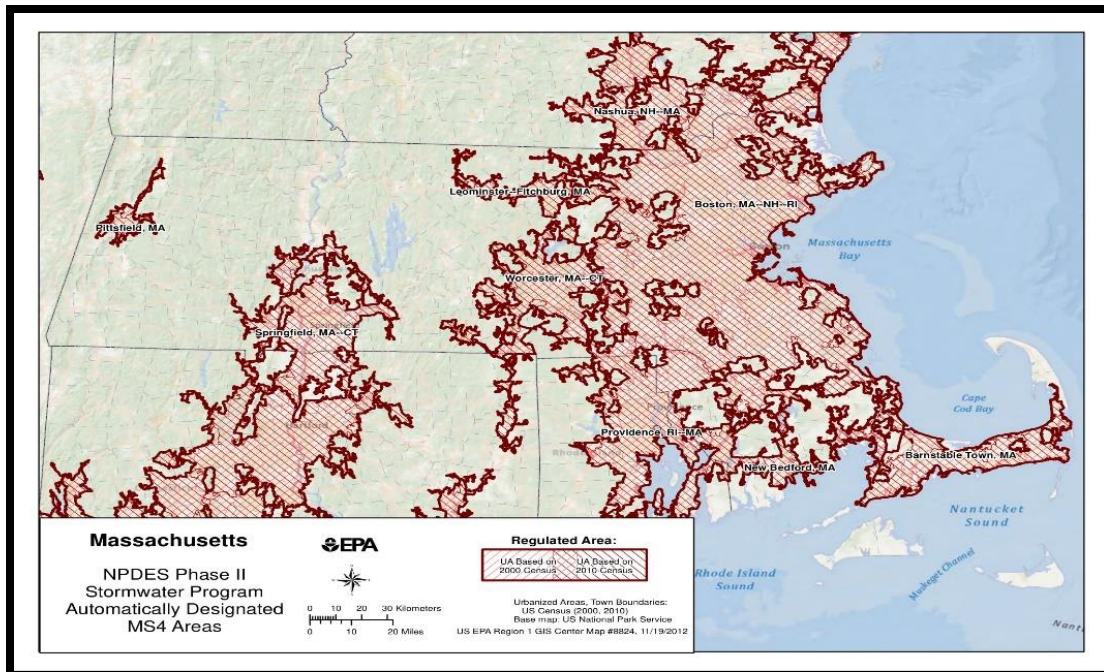 Nashua, NH--MA
Leominster--Fitchburg, MA
Boston, MA--NH--RI
Pittsfield, MA
Massachusetts
Bay
Worcester, MA--CT
Springfield, MA--CT
Cape
Cod Bay
Providence, RI--MA
Barnstable Town, MA
New Bedford, MA
Nantucket
Sound
Rhode Island
Sound
Muskeget Channel
Massachusetts
NPDES Phase II
Stormwater Program
Automatically Designated
MS4 Areas
EPA
0 10 20 30 Kilometers
0 10 20 Miles
Regulated Area:
UA Based on
2000 Census
UA Based on
2010 Census
Urbanized Areas, Town Boundaries:
US Census (2000, 2010)
Base map: US National Park Service
US EPA Region 1 GIS Center Map #8824, 11/19/2012